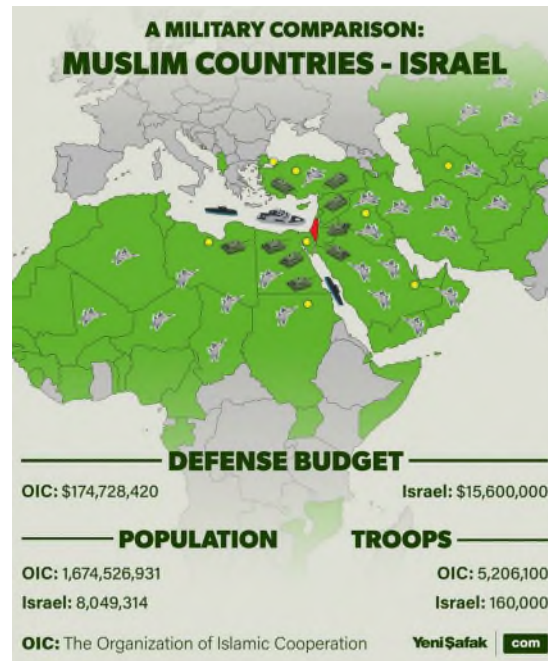 A MILITARY COMPARISON:
MUSLIM COUNTRIES - ISRAEL
DEFENSE BUDGET
OIC: $174,728,420
Israel: $15,600,000
POPULATION
OIC: 1,674,526,931
Israel: 8,049,314
TROOPS
OIC: 5,206,100
Israel: 160,000
OIC: The Organization of Islamic Cooperation
YeniŞafak com